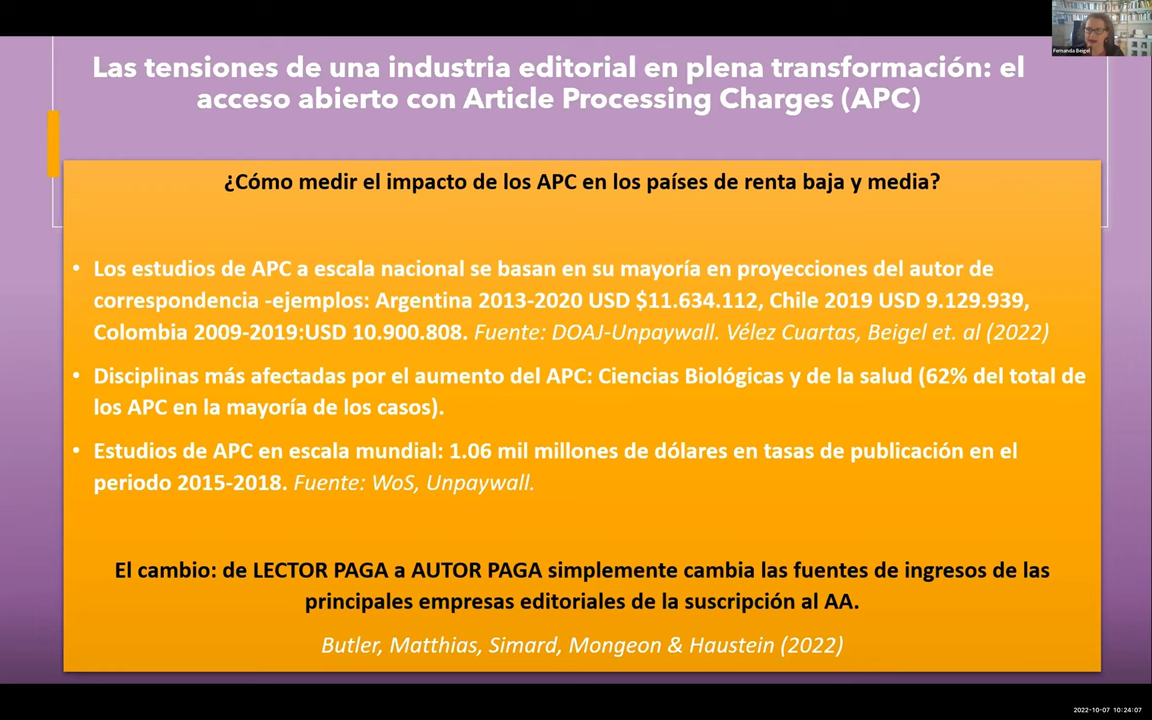 Fernanda Beigel
Las tensiones de una industria editorial en plena transformación: el
acceso abierto con Article Processing Charges (APC)
¿Cómo medir el impacto de los APC en los países de renta baja y media?
• Los estudios de APC a escala nacional se basan en su mayoría en proyecciones del autor de
correspondencia -ejemplos: Argentina 2013-2020 USD $11.634.112, Chile 2019 USD 9.129.939,
Colombia 2009-2019:USD 10.900.808. Fuente: DOAJ-Unpaywall. Vélez Cuartas, Beigel et. al (2022)
• Disciplinas más afectadas por el aumento del APC: Ciencias Biológicas y de la salud (62% del total de
los APC en la mayoría de los casos).
• Estudios de APC en escala mundial: 1.06 mil millones de dólares en tasas de publicación en el
periodo 2015-2018. Fuente: WoS, Unpaywall.
El cambio: de LECTOR PAGA a AUTOR PAGA simplemente cambia las fuentes de ingresos de las
principales empresas editoriales de la suscripción al AA.
Butler, Matthias, Simard, Mongeon & Haustein (2022)
2022-10-07 10:24:07